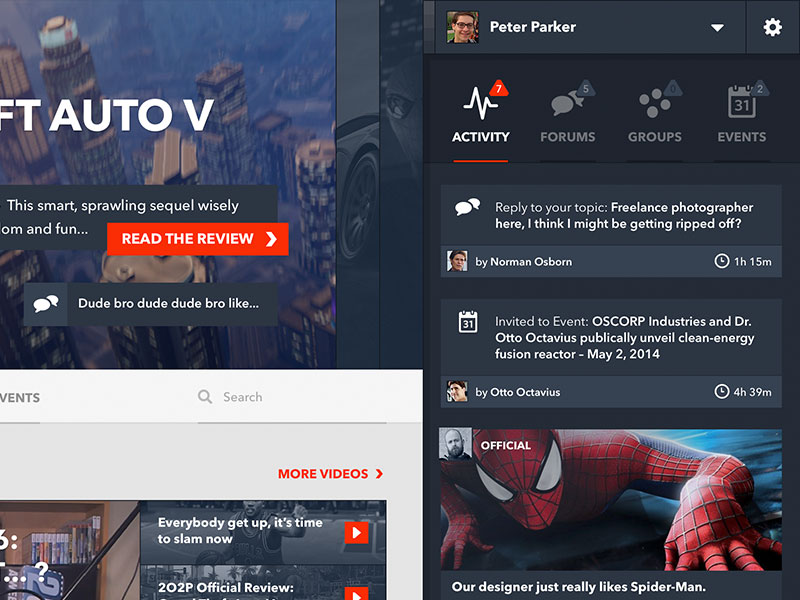 FT AUTO V
This smart, sprawling sequel wisely
dom and fun...
READ THE REVIEW
Dude bro dude dude bro like...
VENTS
Search
MORE VIDEOS
6:
T... ?
Everybody get up, it's time
to slam now
2O2P Official Review:
Peter Parker
7
5
0
2
31
ACTIVITY
FORUMS
GROUPS
EVENTS
Reply to your topic: Freelance photographer
here, I think I might be getting ripped off?
by Norman Osborn
1h 15m
31
Invited to Event: OSCORP Industries and Dr.
Otto Octavius publically unveil clean-energy
fusion reactor – May 2, 2014
by Otto Octavius
4h 39m
OFFICIAL
Our designer just really likes Spider-Man.